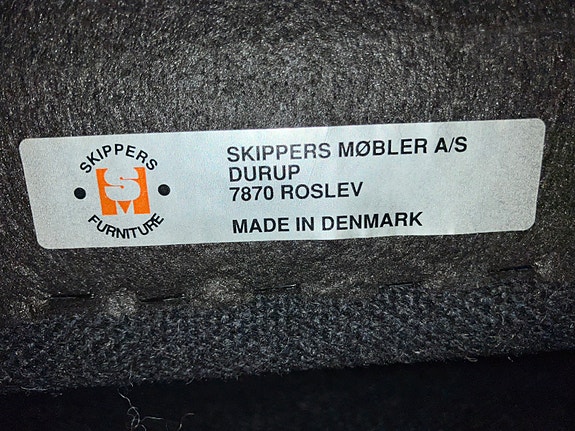 SKIPPERS
SM
FURNITURE
SKIPPERS MØBLER A/S
DURUP
7870 ROSLEV
MADE IN DENMARK